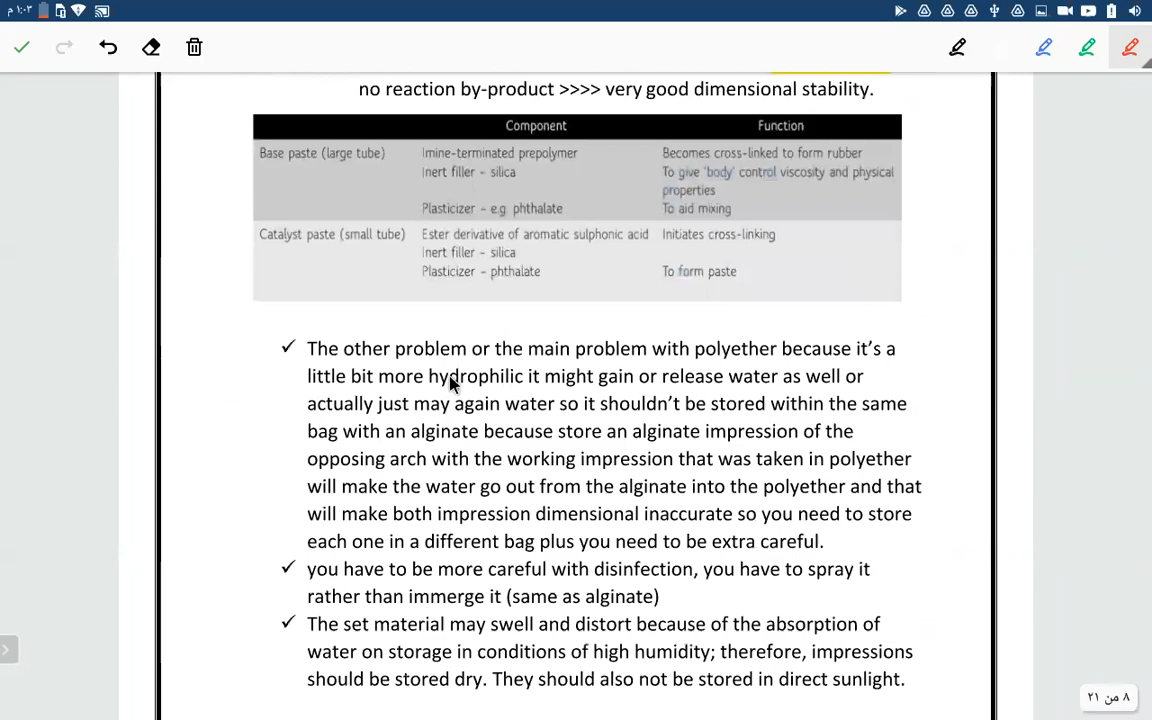 ١:٠٣ م
no reaction by-product >>>> very good dimensional stability.
Component Function
Base paste (large tube) Imine-terminated prepolymer Becomes cross-linked to form rubber
Inert filler – silica To give 'body' control viscosity and physical
properties
Plasticizer – e.g. phthalate To aid mixing
Catalyst paste (small tube) Ester derivative of aromatic sulphonic acid Initiates cross-linking
Inert filler – silica
Plasticizer – phthalate To form paste
✓ The other problem or the main problem with polyether because it's a
little bit more hydrophilic it might gain or release water as well or
actually just may again water so it shouldn't be stored within the same
bag with an alginate because store an alginate impression of the
opposing arch with the working impression that was taken in polyether
will make the water go out from the alginate into the polyether and that
will make both impression dimensional inaccurate so you need to store
each one in a different bag plus you need to be extra careful.
✓ you have to be more careful with disinfection, you have to spray it
rather than immerge it (same as alginate)
✓ The set material may swell and distort because of the absorption of
water on storage in conditions of high humidity; therefore, impressions
should be stored dry. They should also not be stored in direct sunlight.
٨ من ٢١